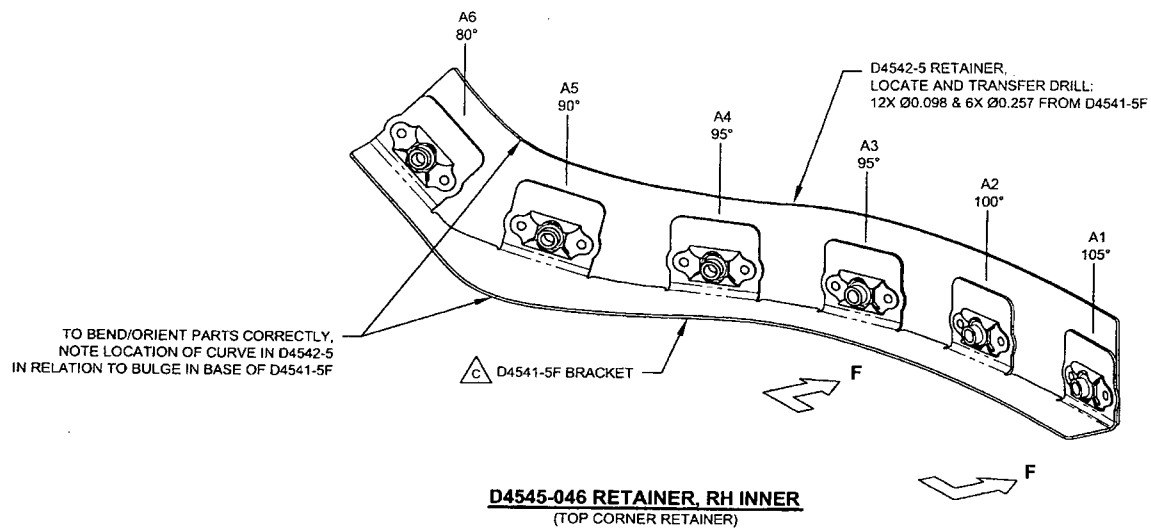 A6
80°
A5
90°
A4
95°
D4542-5 RETAINER,
LOCATE AND TRANSFER DRILL:
12X Ø0.098 & 6X Ø0.257 FROM D4541-5F
A3
95°
A2
100°
A1
105°
TO BEND/ORIENT PARTS CORRECTLY,
NOTE LOCATION OF CURVE IN D4542-5
IN RELATION TO BULGE IN BASE OF D4541-5F
C D4541-5F BRACKET
F
F
D4545-046 RETAINER, RH INNER
(TOP CORNER RETAINER)